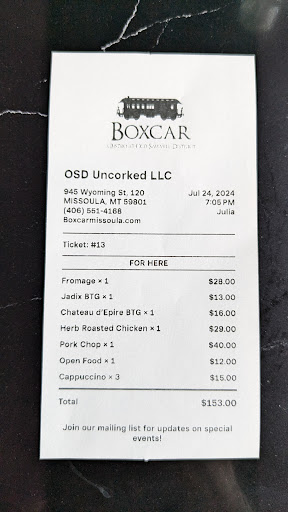 BOXCAR
OSD Uncorked LLC
945 Wyoming St, 120 Jul 24, 2024
MISSOULA, MT 59801 7:05 PM
(406) 551-4168 Julia
Boxcarmissoula.com
Ticket: #13
FOR HERE
Fromage × 1 $28.00
Jadix BTG × 1 $13.00
Chateau d'Epire BTG × 1 $16.00
Herb Roasted Chicken × 1 $29.00
Pork Chop × 1 $40.00
Open Food × 1 $12.00
Cappuccino × 3 $15.00
Total $153.00
Join our mailing list for updates on special
events!